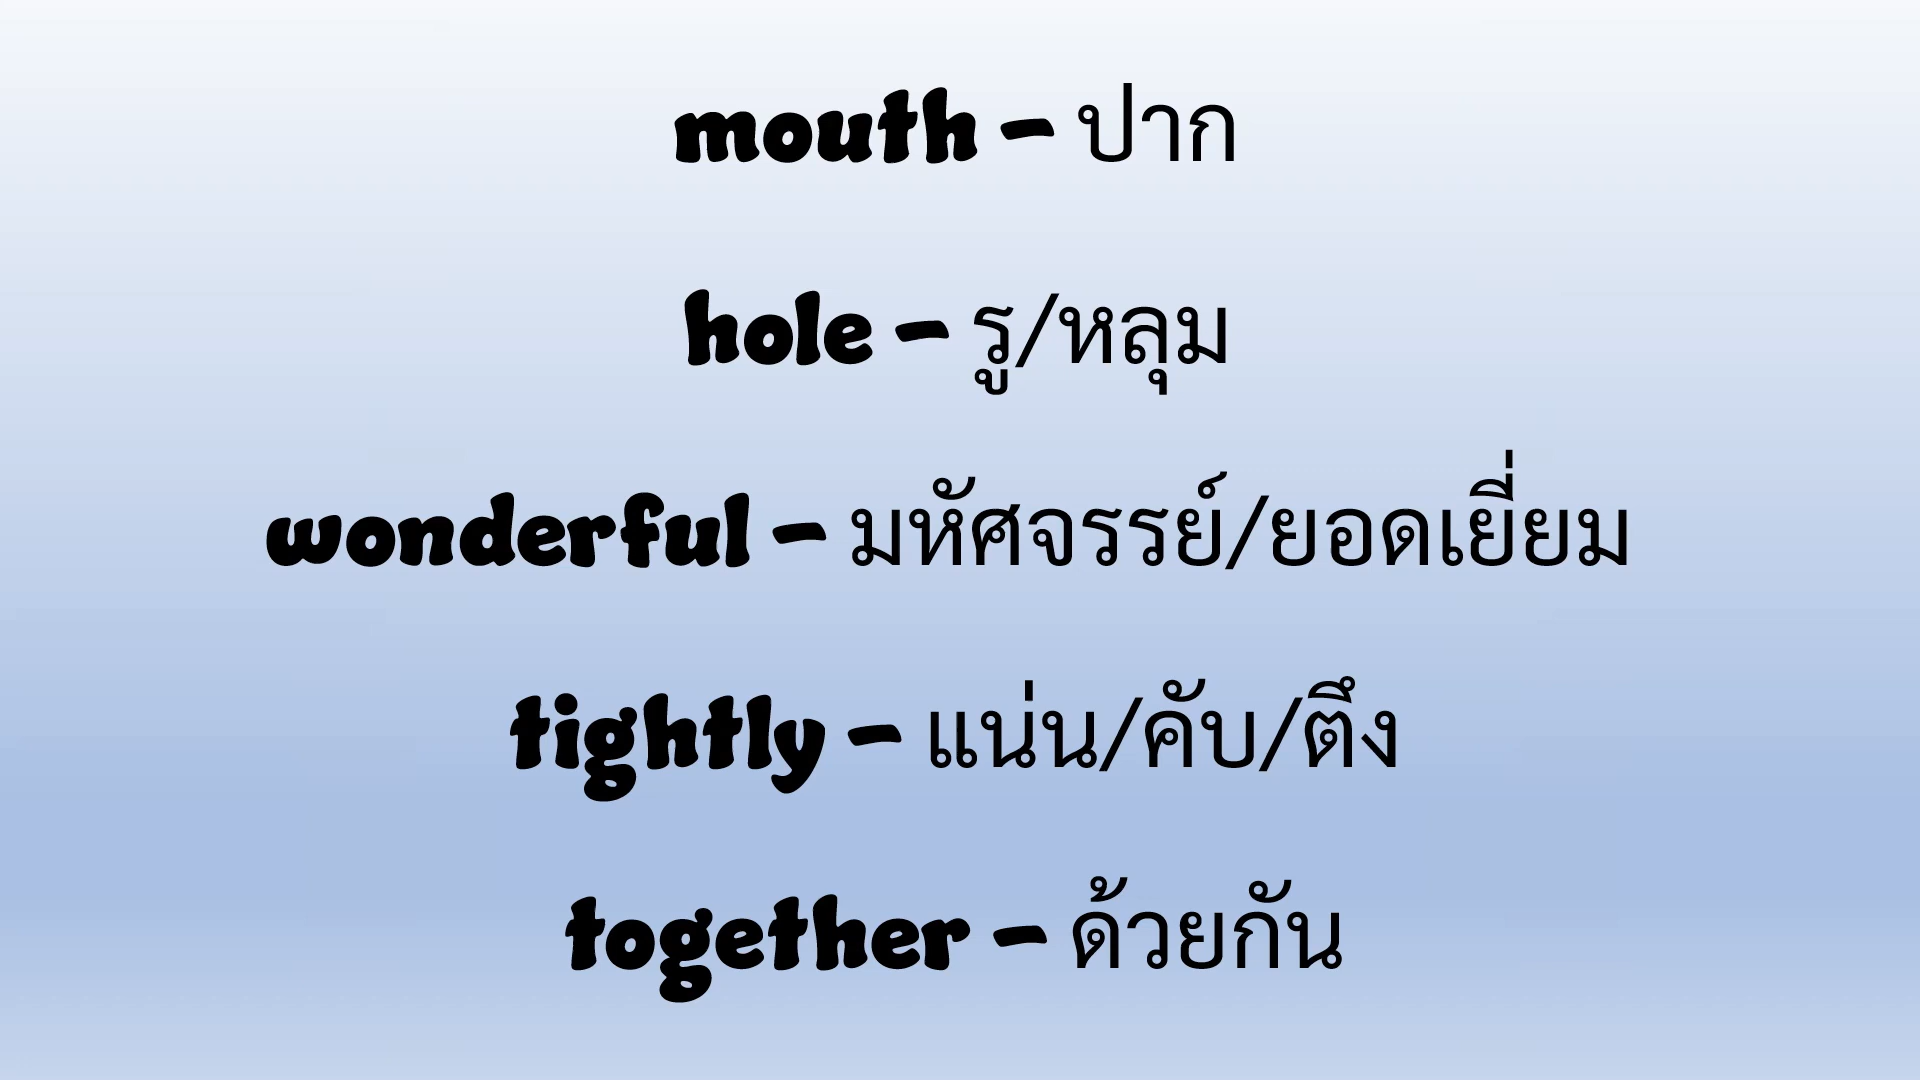 mouth – ปาก
hole – รู/หลุม
wonderful – มหัศจรรย์/ยอดเยี่ยม
tightly – แน่น/คับ/ตึง
together – ด้วยกัน